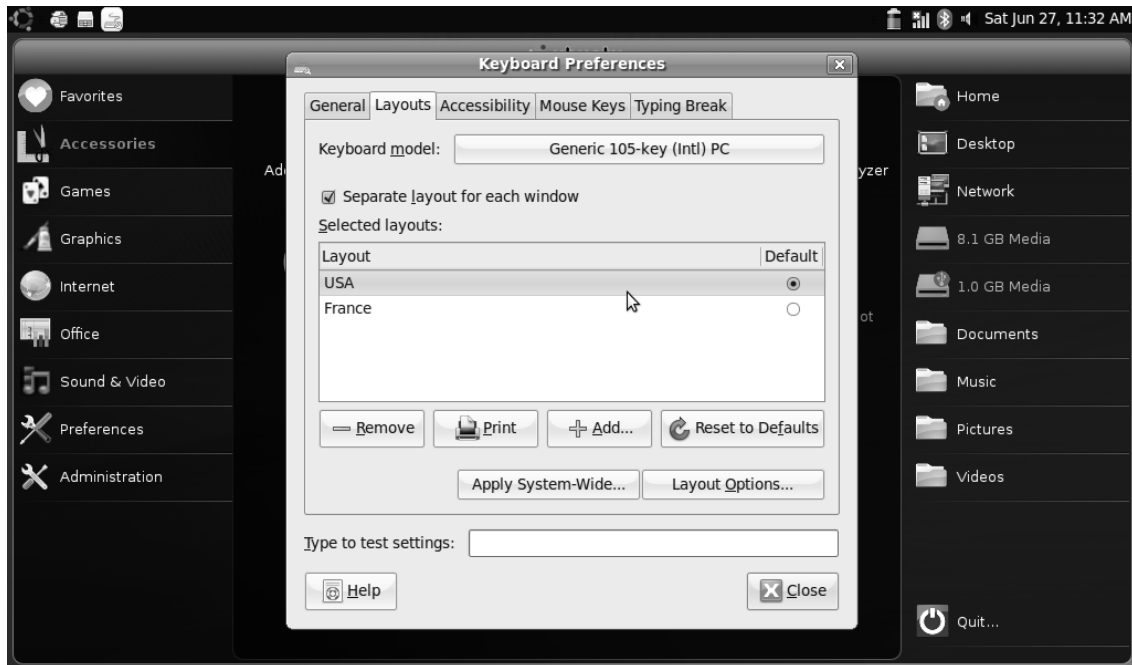 Sat Jun 27, 11:32 AM
Keyboard Preferences
Favorites
Accessories
Games
Graphics
Internet
Office
Sound & Video
Preferences
Administration
General Layouts Accessibility Mouse Keys Typing Break
Keyboard model: Generic 105-key (Intl) PC
Separate layout for each window
Selected layouts:
Layout Default
USA
France
Remove Print Add... Reset to Defaults
Apply System-Wide... Layout Options...
Type to test settings:
Help Close
Home
Desktop
Network
8.1 GB Media
1.0 GB Media
Documents
Music
Pictures
Videos
Quit...